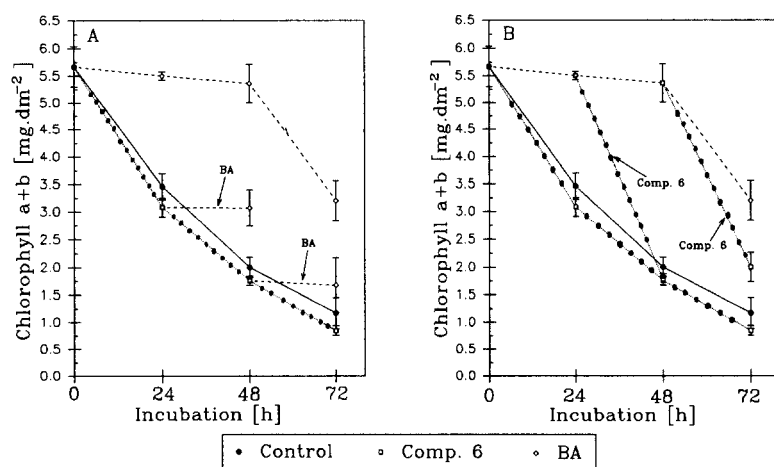 A
Chlorophyll a+b [mg.dm⁻²]
6.0
5.5
5.0
4.5
4.0
3.5
3.0
2.5
2.0
1.5
1.0
0.5
0.0
BA
BA
0 24 48 72
Incubation [h]
B
Chlorophyll a+b [mg.dm⁻²]
6.0
5.5
5.0
4.5
4.0
3.5
3.0
2.5
2.0
1.5
1.0
0.5
0.0
Comp. 6
Comp. 6
0 24 48 72
Incubation [h]
Control Comp. 6 BA